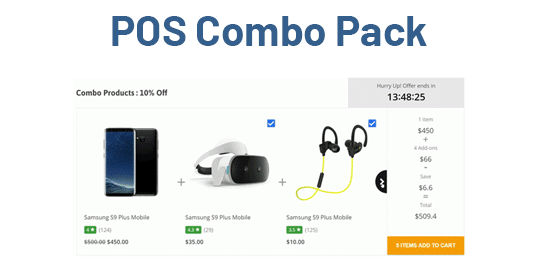 POS Combo Pack
Combo Products : 10% Off
Hurry Up! Offer ends in
13:48:25
Samsung S9 Plus Mobile
4 ★ (124)
$500.00 $450.00
+
Samsung S9 Plus Mobile
4.3 ★ (29)
$35.00
+
Samsung S9 Plus Mobile
3.5 ★ (125)
$10.00
1 Item
$450
+
4 Add-ons
$66
-
Save
$6.6
=
Total
$509.4
5 ITEMS ADD TO CART